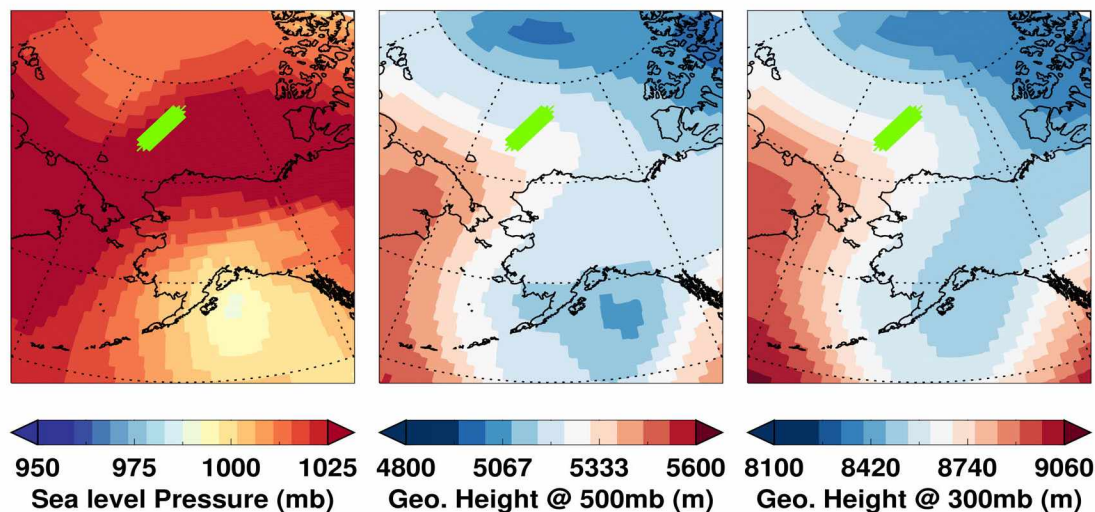 950 975 1000 1025
Sea level Pressure (mb)
4800 5067 5333 5600
Geo. Height @ 500mb (m)
8100 8420 8740 9060
Geo. Height @ 300mb (m)